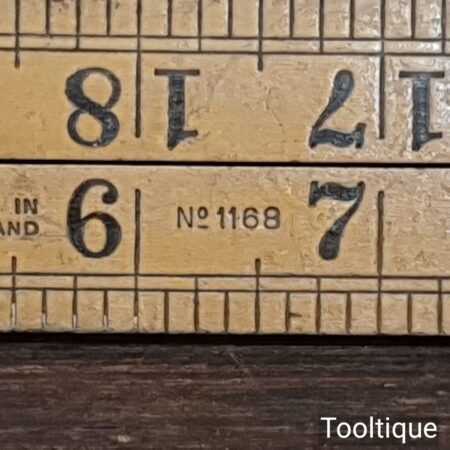 17 18
IN
AND
6 Nº 1168 7
Tooltique